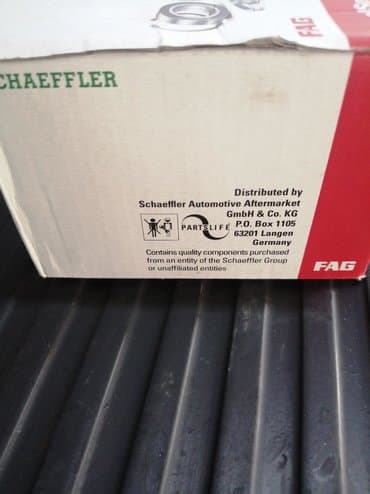 FAG
CHAEFFLER
Distributed by
Schaeffler Automotive Aftermarket
GmbH & Co. KG
P.O. Box 1105
63201 Langen
Germany
PARTSLIFE
Contains quality components purchased
from an entity of the Schaeffler Group
or unaffiliated entities
FAG